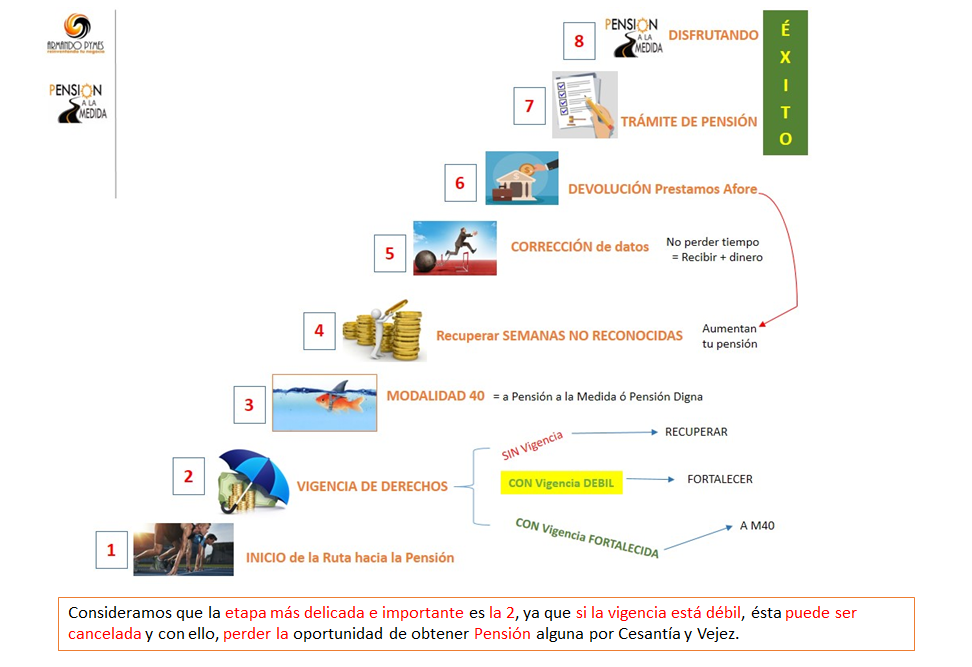 ARMANDO PYMES
PENSIÓN
A LA
MEDIDA
8
PENSIÓN
A LA
MEDIDA
DISFRUTANDO
É
X
I
T
O
7
TRÁMITE DE PENSIÓN
6
DEVOLUCIÓN Prestamos Afore
5
CORRECCIÓN de datos
No perder tiempo
= Recibir + dinero
4
Recuperar SEMANAS NO RECONOCIDAS
Aumentan
tu pensión
3
MODALIDAD 40 = a Pensión a la Medida ó Pensión Digna
2
VIGENCIA DE DERECHOS
SIN Vigencia
RECUPERAR
CON Vigencia DEBIL
FORTALECER
CON Vigencia FORTALECIDA
A M40
1
INICIO de la Ruta hacia la Pensión
Consideramos que la etapa más delicada e importante es la 2, ya que si la vigencia está débil, ésta puede ser
cancelada y con ello, perder la oportunidad de obtener Pensión alguna por Cesantía y Vejez.